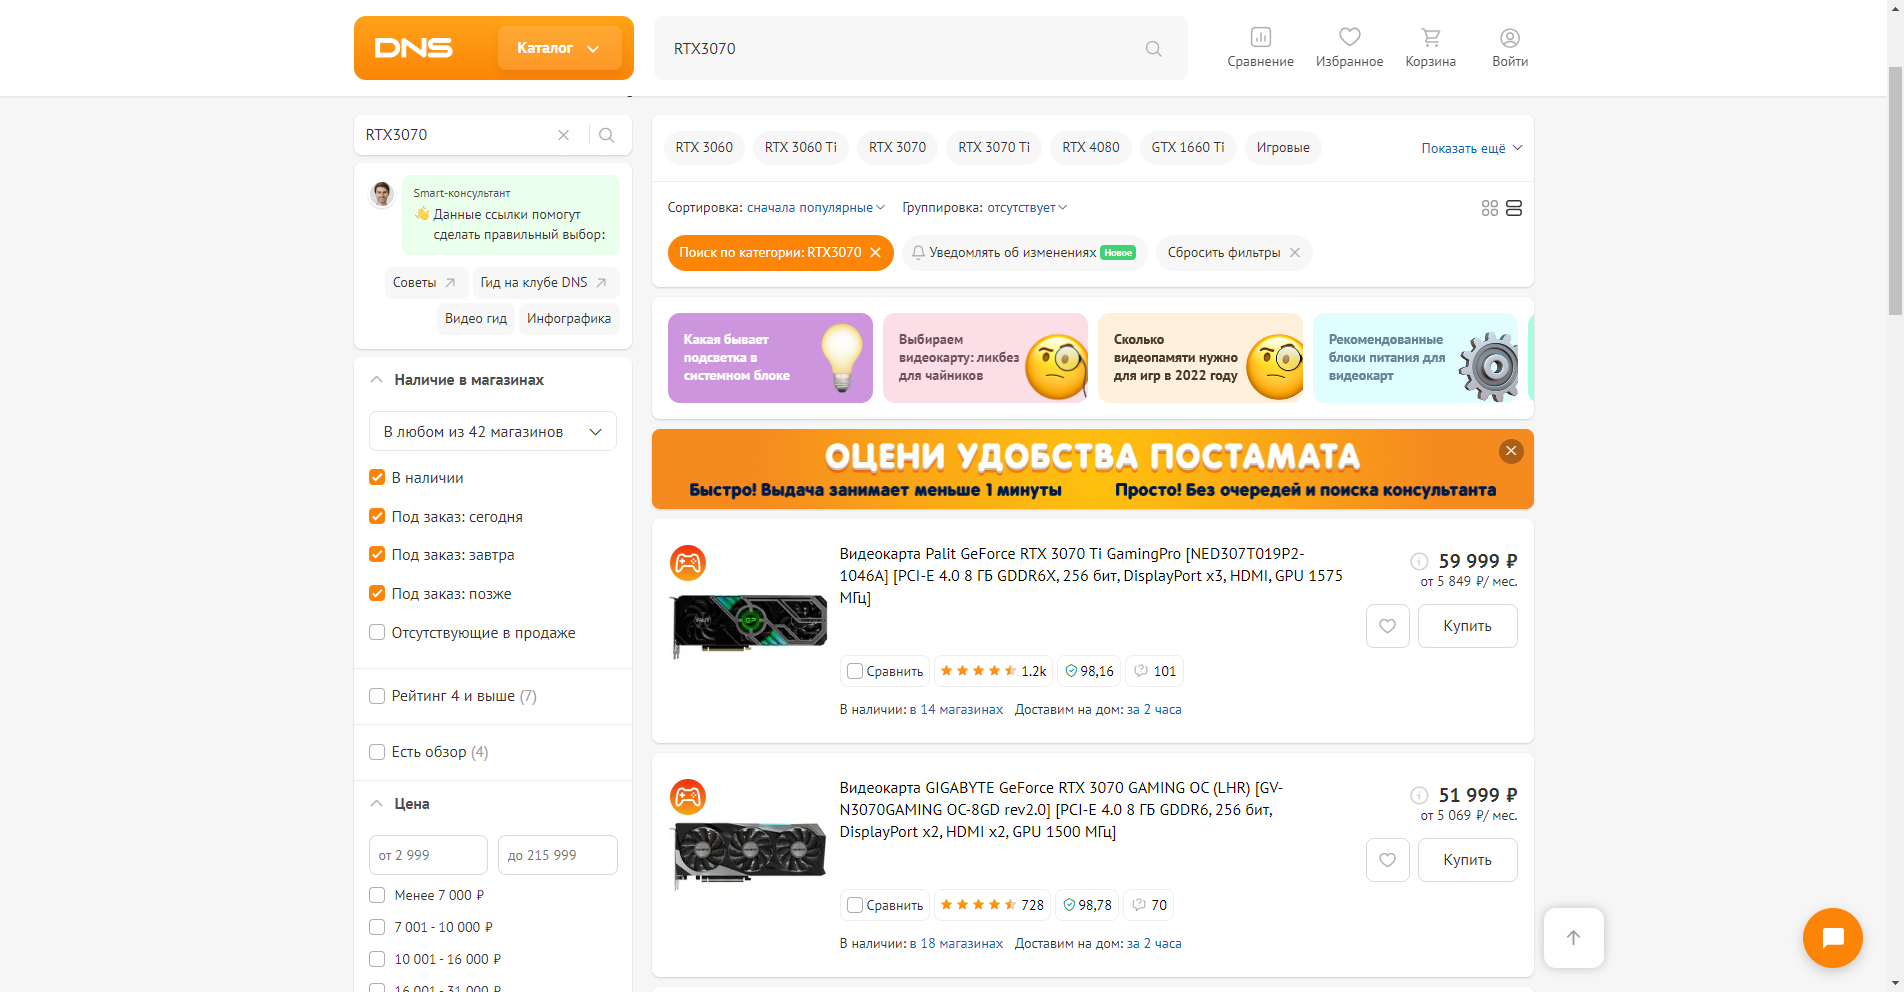 DNS
Каталог
RTX3070
Сравнение
Избранное
Корзина
Войти
RTX3070
Smart-консультант
👋 Данные ссылки помогут
сделать правильный выбор:
Советы
Гид на клубе DNS
Видео гид
Инфографика
Наличие в магазинах
В любом из 42 магазинов
В наличии
Под заказ: сегодня
Под заказ: завтра
Под заказ: позже
Отсутствующие в продаже
Рейтинг 4 и выше (7)
Есть обзор (4)
Цена
от 2 999
до 215 999
Менее 7 000 ₽
7 001 - 10 000 ₽
10 001 - 16 000 ₽
16 001 - 31 000 ₽
RTX 3060
RTX 3060 Ti
RTX 3070
RTX 3070 Ti
RTX 4080
GTX 1660 Ti
Игровые
Показать ещё
Сортировка: сначала популярные
Группировка: отсутствует
Поиск по категории: RTX3070
Уведомлять об изменениях Новое
Сбросить фильтры
Какая бывает
подсветка в
системном блоке
Выбираем
видеокарту: ликбез
для чайников
Сколько
видеопамяти нужно
для игр в 2022 году
Рекомендованные
блоки питания для
видеокарт
ОЦЕНИ УДОБСТВА ПОСТАМАТА
Быстро! Выдача занимает меньше 1 минуты
Просто! Без очередей и поиска консультанта
Видеокарта Palit GeForce RTX 3070 Ti GamingPro [NED307T019P2-
1046A] [PCI-E 4.0 8 ГБ GDDR6X, 256 бит, DisplayPort x3, HDMI, GPU 1575
МГц]
59 999 ₽
от 5 849 ₽/ мес.
Купить
Сравнить
1.2k
98,16
101
В наличии: в 14 магазинах
Доставим на дом: за 2 часа
Видеокарта GIGABYTE GeForce RTX 3070 GAMING OC (LHR) [GV-
N3070GAMING OC-8GD rev2.0] [PCI-E 4.0 8 ГБ GDDR6, 256 бит,
DisplayPort x2, HDMI x2, GPU 1500 МГц]
51 999 ₽
от 5 069 ₽/ мес.
Купить
Сравнить
728
98,78
70
В наличии: в 18 магазинах
Доставим на дом: за 2 часа